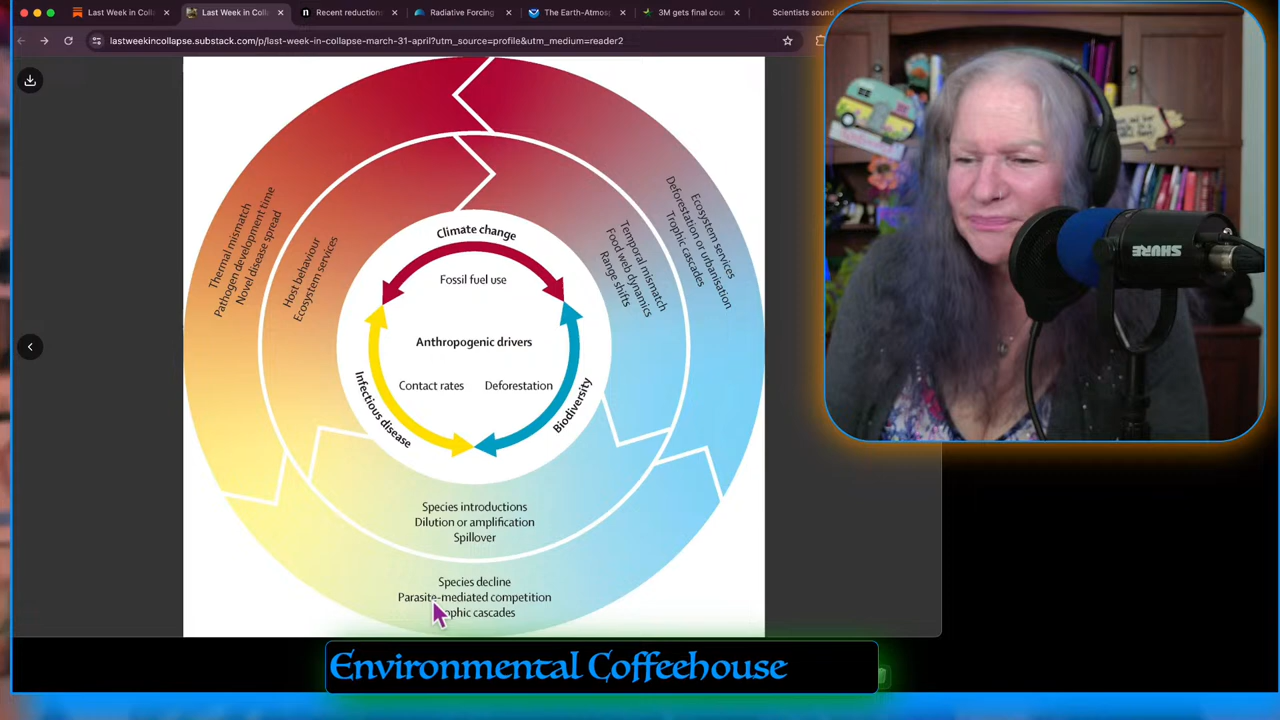 Last Week in Coll
Last Week in Coll
Recent reduction
Radiative Forcing
The Earth-Atmos
3M gets final cou
Scientists sound
lastweekincollapse.substack.com/p/last-week-in-collapse-march-31-april?utm_source=profile&utm_medium=reader2
Climate change
Fossil fuel use
Anthropogenic drivers
Contact rates
Deforestation
Infectious disease
Biodiversity
Thermal mismatch
Pathogen development time
Novel disease spread
Host behaviour
Ecosystem services
Temporal mismatch
Food web dynamics
Range shifts
Ecosystem services
Deforestation or urbanisation
Trophic cascades
Species introductions
Dilution or amplification
Spillover
Species decline
Parasite-mediated competition
ophic cascades
SHURE
Environmental Coffeehouse